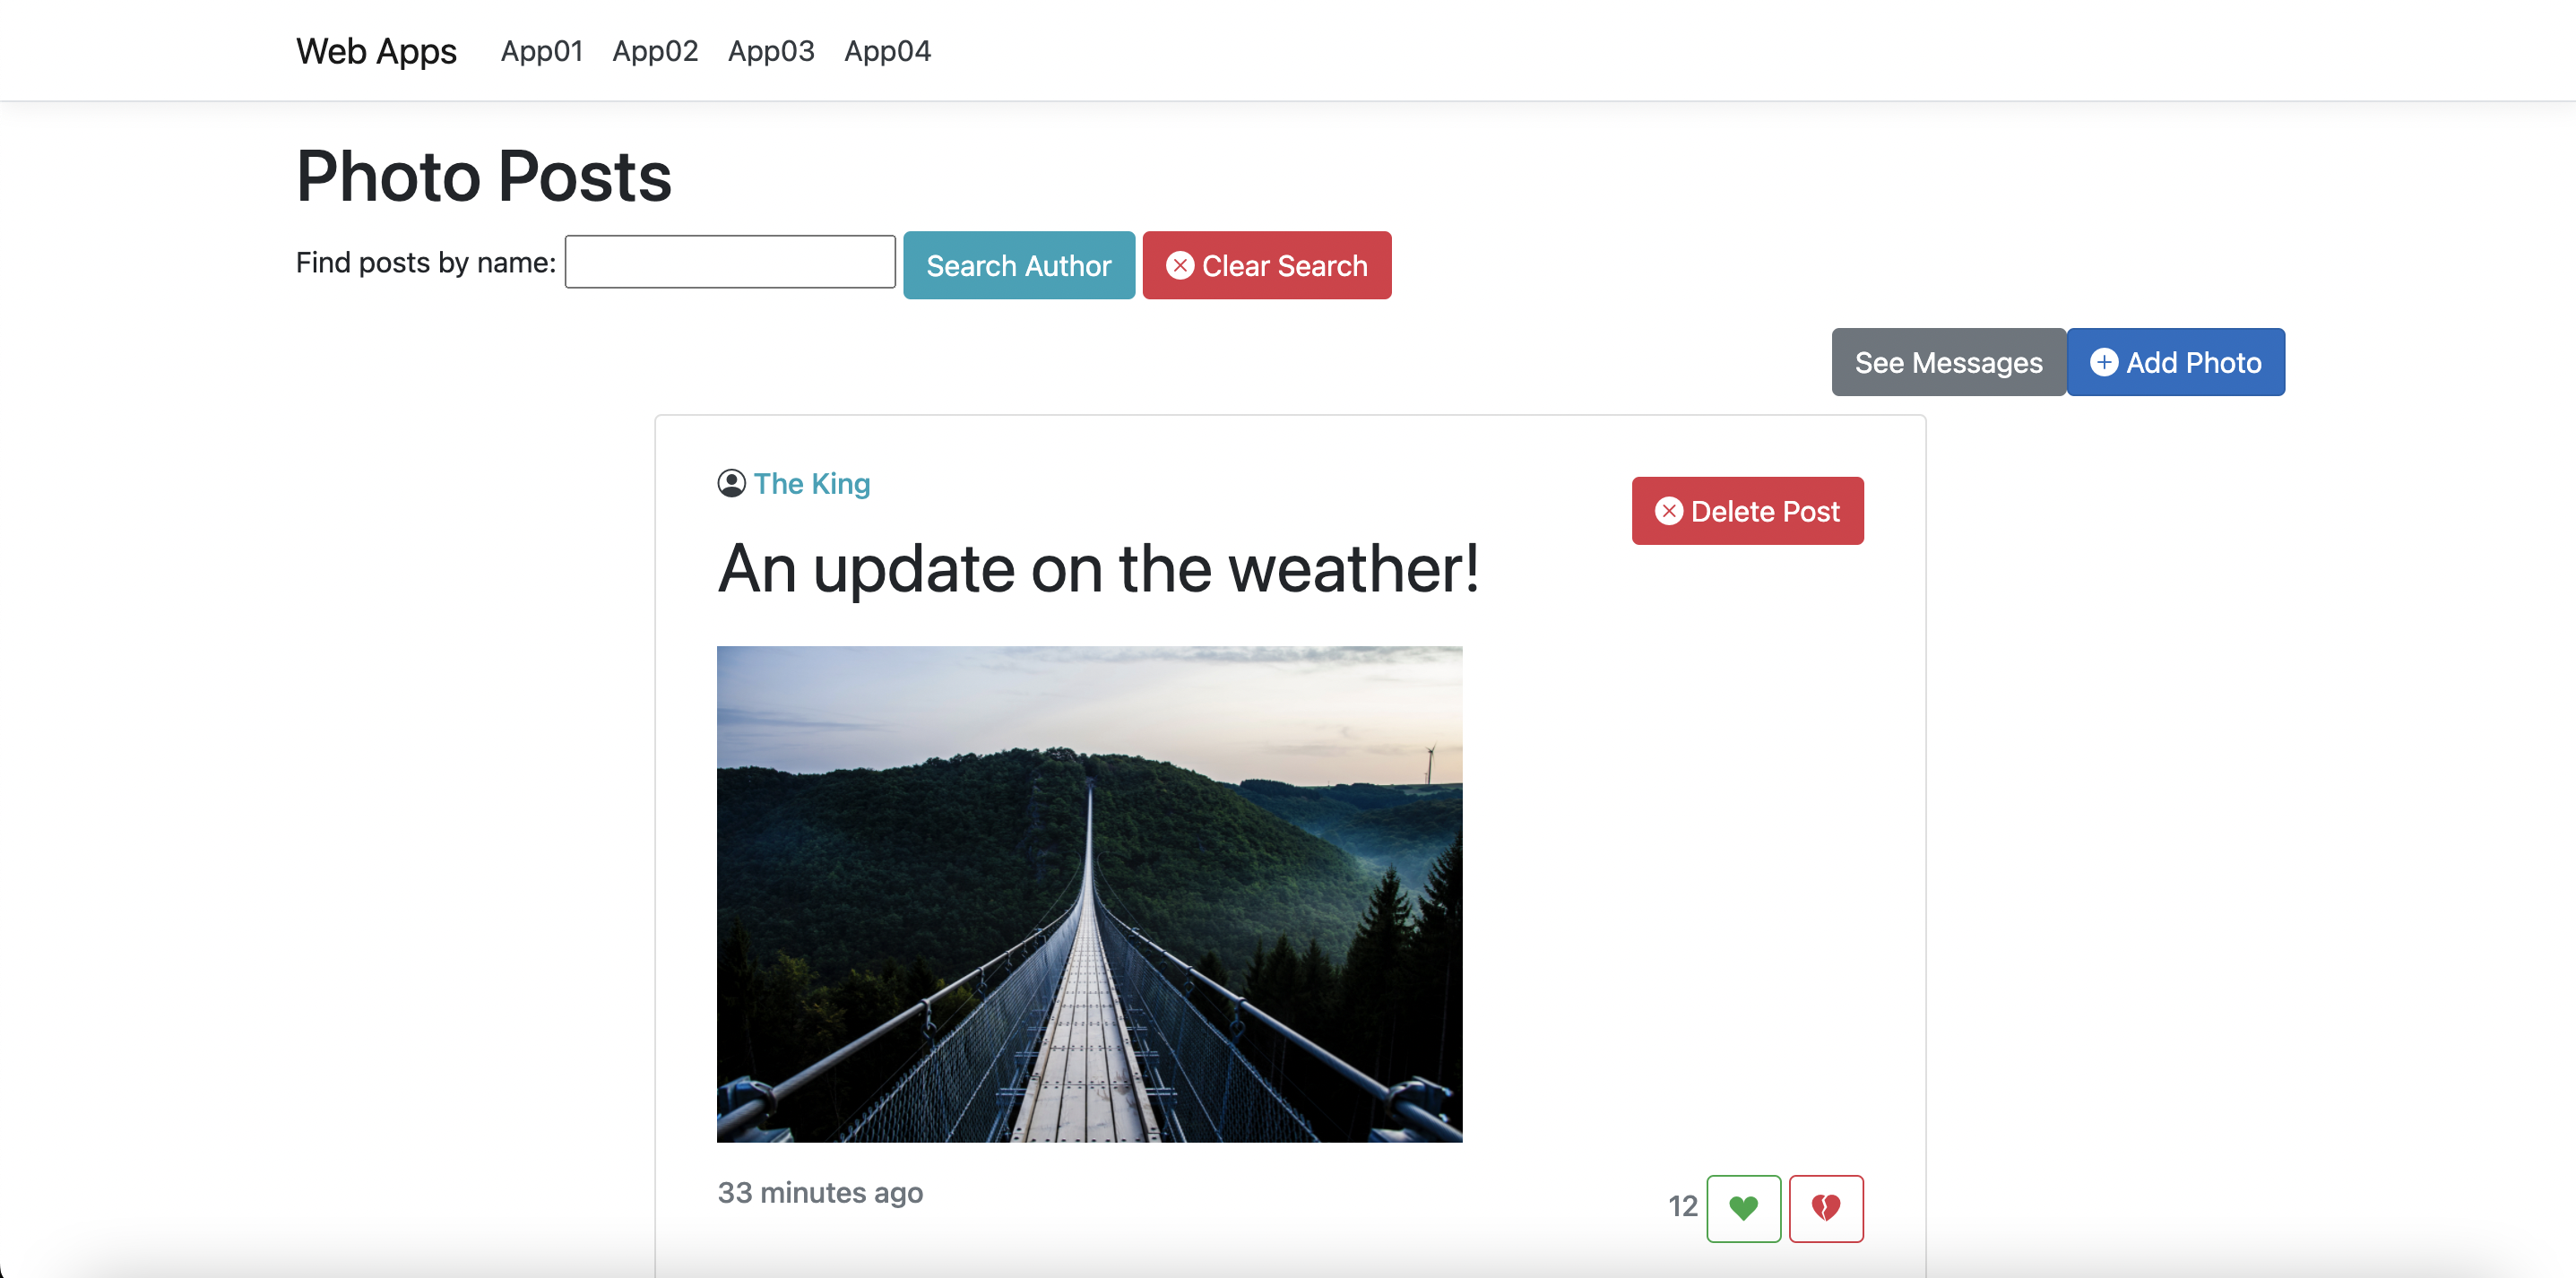 Web Apps App01 App02 App03 App04
Photo Posts
Find posts by name: Search Author Clear Search
See Messages Add Photo
The King
Delete Post
An update on the weather!
33 minutes ago
12